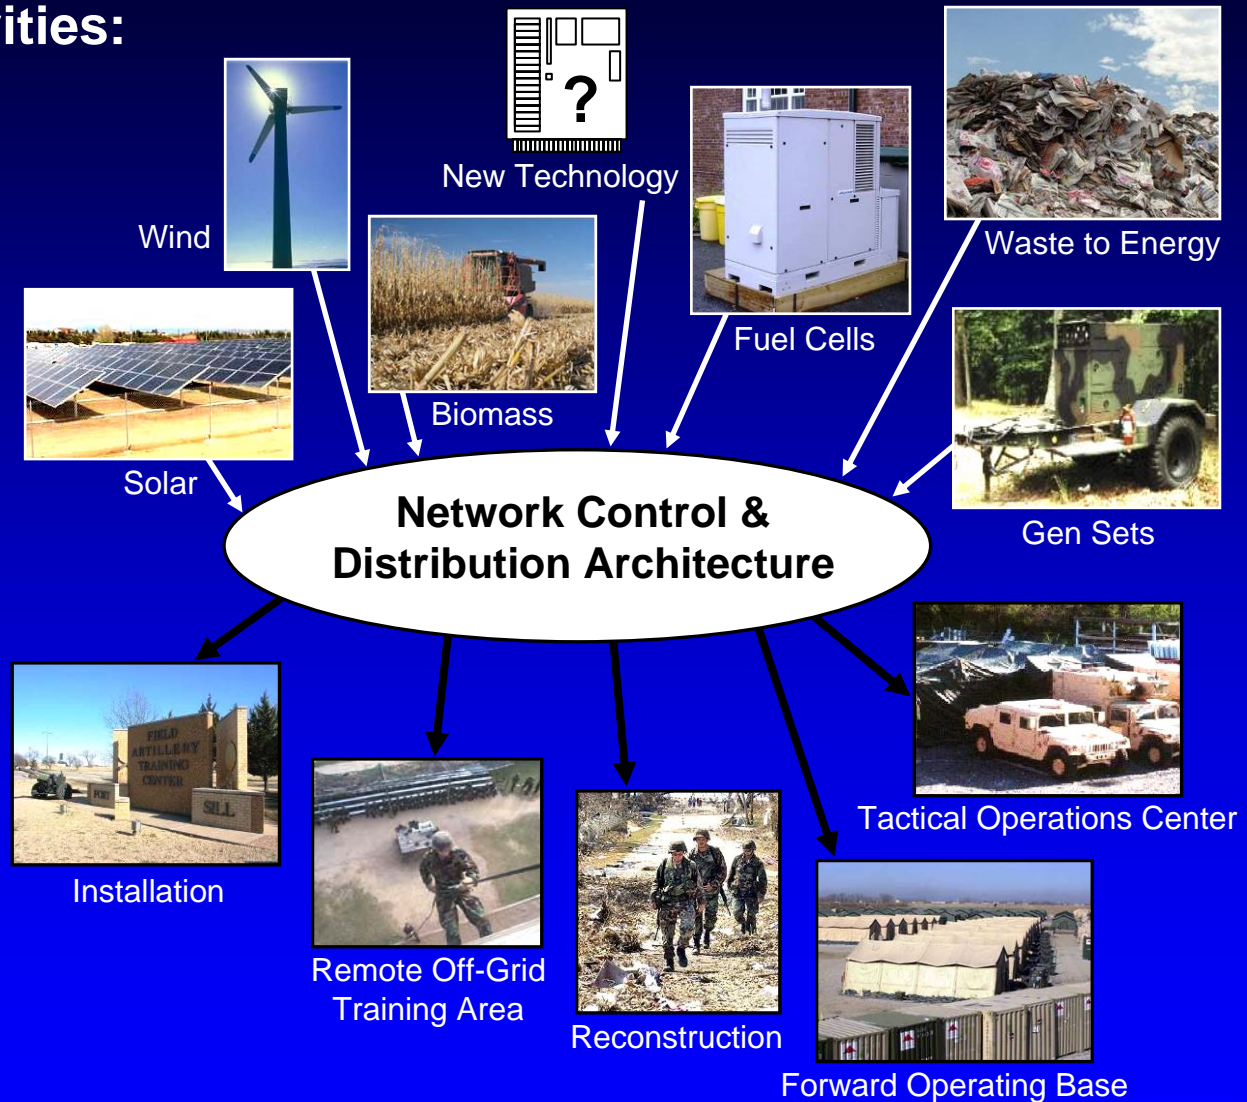 ities:
?
New Technology
Wind
Waste to Energy
Fuel Cells
Biomass
Solar
Gen Sets
Network Control &
Distribution Architecture
FIELD
ARTILLERY
TRAINING
CENTER
FORT
SILL
Tactical Operations Center
Installation
Remote Off-Grid
Training Area
Reconstruction
Forward Operating Base